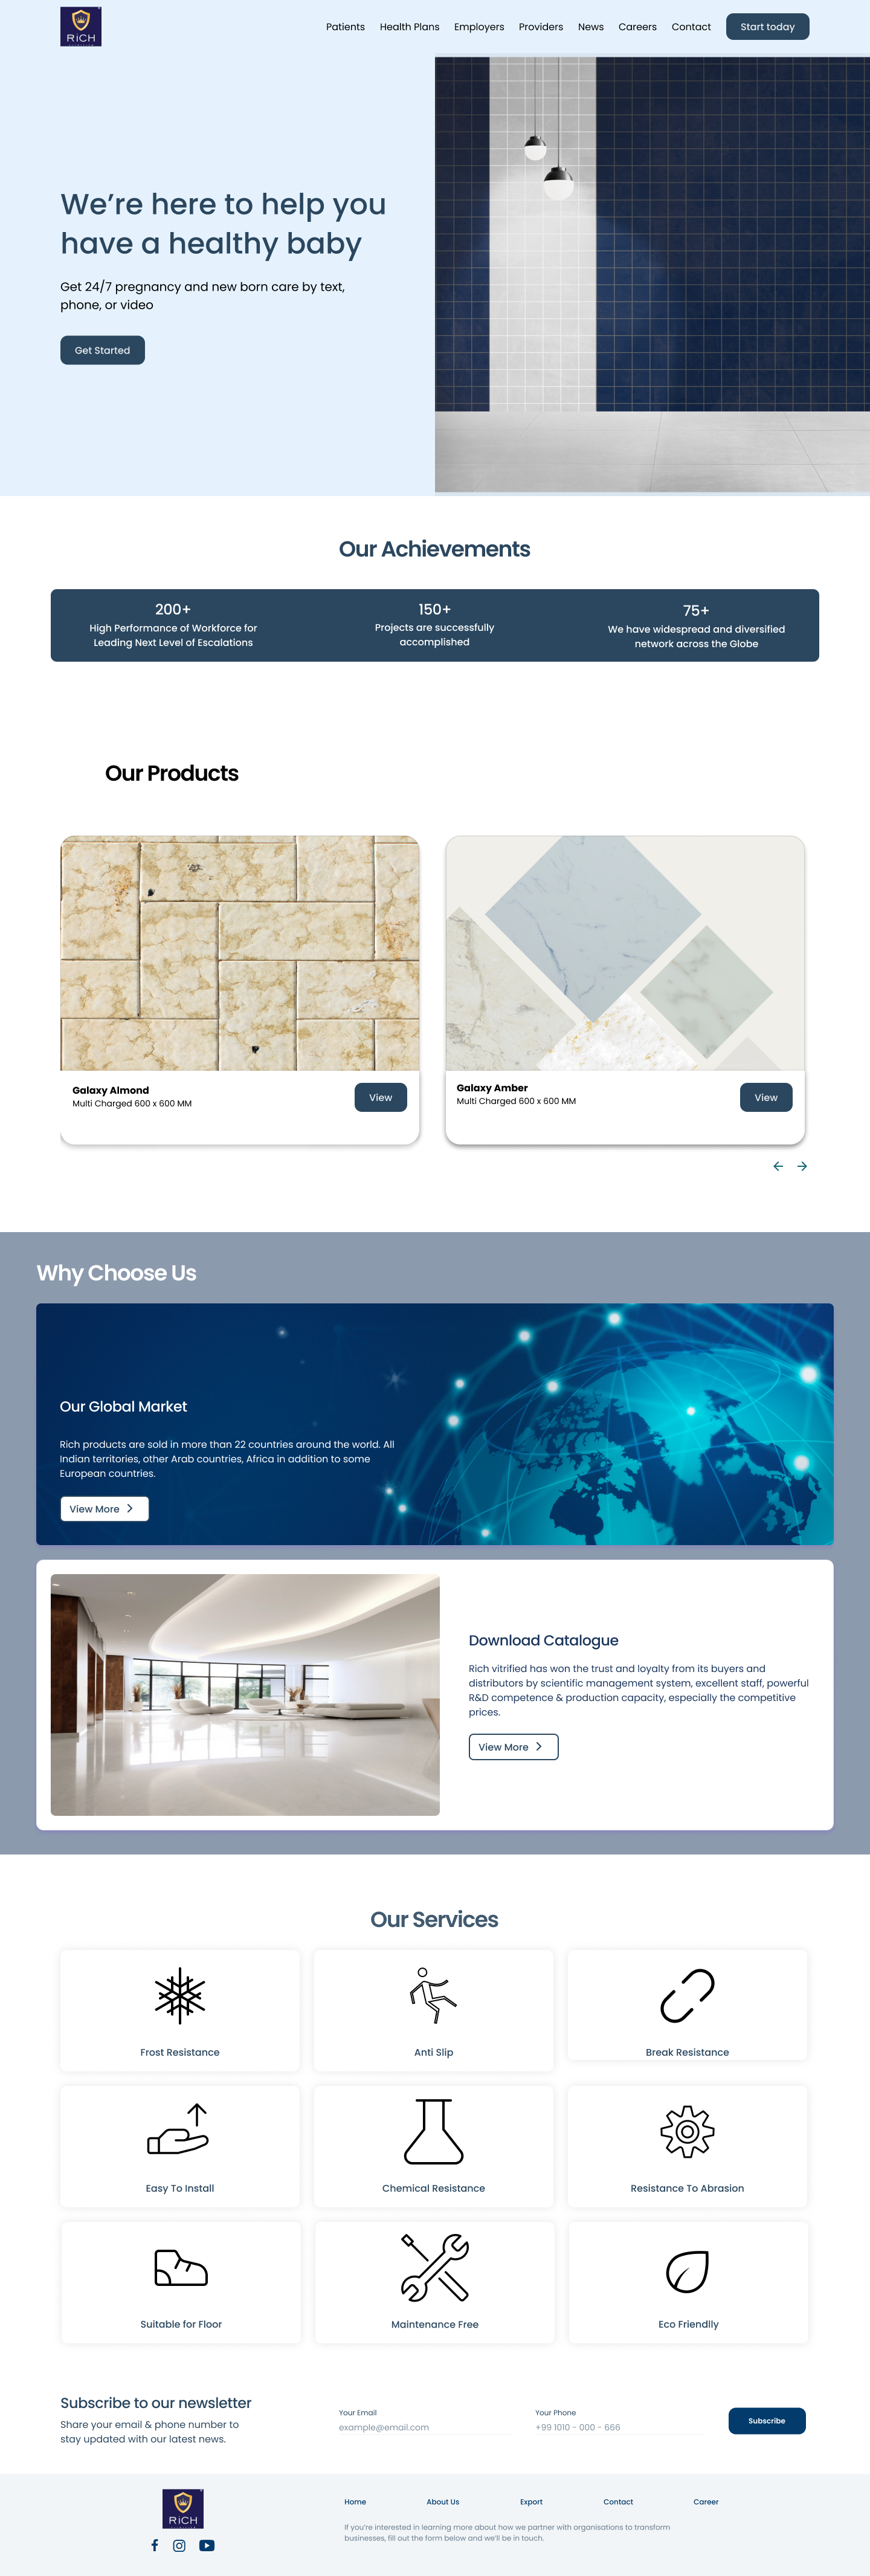 RICH
Patients Health Plans Employers Providers News Careers Contact Start today
We’re here to help you
have a healthy baby
Get 24/7 pregnancy and new born care by text,
phone, or video
Get Started
Our Achievements
200+
High Performance of Workforce for
Leading Next Level of Escalations
150+
Projects are successfully
accomplished
75+
We have widespread and diversified
network across the Globe
Our Products
Galaxy Almond
Multi Charged 600 x 600 MM
View
Galaxy Amber
Multi Charged 600 x 600 MM
View
Why Choose Us
Our Global Market
Rich products are sold in more than 22 countries around the world. All
Indian territories, other Arab countries, Africa in addition to some
European countries.
View More
Download Catalogue
Rich vitrified has won the trust and loyalty from its buyers and
distributors by scientific management system, excellent staff, powerful
R&D competence & production capacity, especially the competitive
prices.
View More
Our Services
Frost Resistance
Anti Slip
Break Resistance
Easy To Install
Chemical Resistance
Resistance To Abrasion
Suitable for Floor
Maintenance Free
Eco Friendlly
Subscribe to our newsletter
Share your email & phone number to
stay updated with our latest news.
Your Email
example@email.com
Your Phone
+99 1010 - 000 - 666
Subscribe
RICH
Home About Us Export Contact Career
If you’re interested in learning more about how we partner with organisations to transform
businesses, fill out the form below and we’ll be in touch.